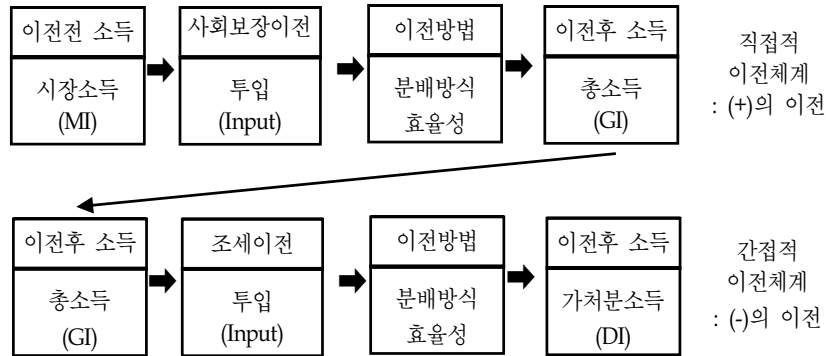 이전전 소득
시장소득
(MI)
사회보장이전
투입
(Input)
이전방법
분배방식
효율성
이전후 소득
총소득
(GI)
직접적
이전체계
: (+)의 이전
이전후 소득
총소득
(GI)
조세이전
투입
(Input)
이전방법
분배방식
효율성
이전후 소득
가처분소득
(DI)
간접적
이전체계
: (-)의 이전